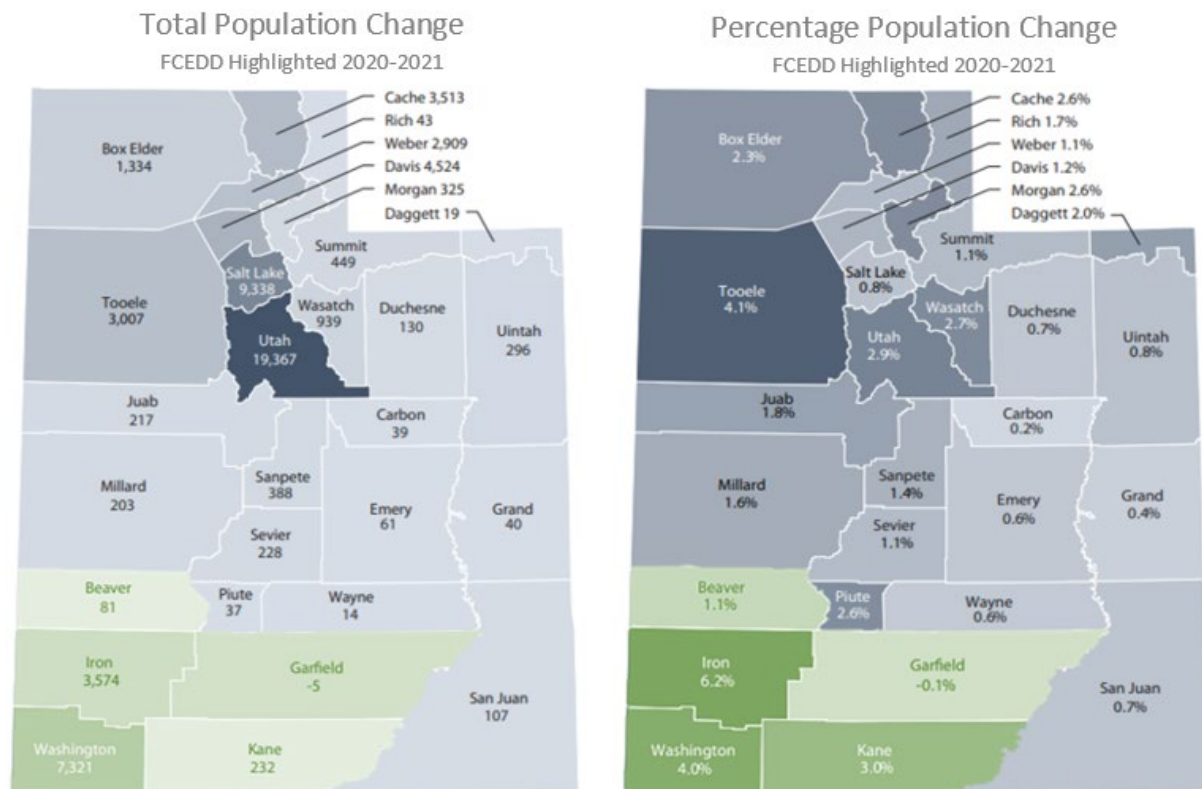 Total Population Change
FCEDD Highlighted 2020-2021
Cache 3,513
Rich 43
Weber 2,909
Davis 4,524
Morgan 325
Daggett 19
Box Elder
1,334
Summit
449
Salt Lake
9,338
Tooele
3,007
Wasatch
939
Duchesne
130
Uintah
296
Utah
19,367
Juab
217
Carbon
39
Sanpete
388
Millard
203
Emery
61
Grand
40
Sevier
228
Beaver
81
Piute
37
Wayne
14
Iron
3,574
Garfield
-5
San Juan
107
Washington
7,321
Kane
232
Percentage Population Change
FCEDD Highlighted 2020-2021
Cache 2.6%
Rich 1.7%
Weber 1.1%
Davis 1.2%
Morgan 2.6%
Daggett 2.0%
Box Elder
2.3%
Summit
1.1%
Salt Lake
0.8%
Tooele
4.1%
Wasatch
2.7%
Duchesne
0.7%
Uintah
0.8%
Utah
2.9%
Juab
1.8%
Carbon
0.2%
Sanpete
1.4%
Millard
1.6%
Emery
0.6%
Grand
0.4%
Sevier
1.1%
Beaver
1.1%
Piute
2.6%
Wayne
0.6%
Iron
6.2%
Garfield
-0.1%
San Juan
0.7%
Washington
4.0%
Kane
3.0%